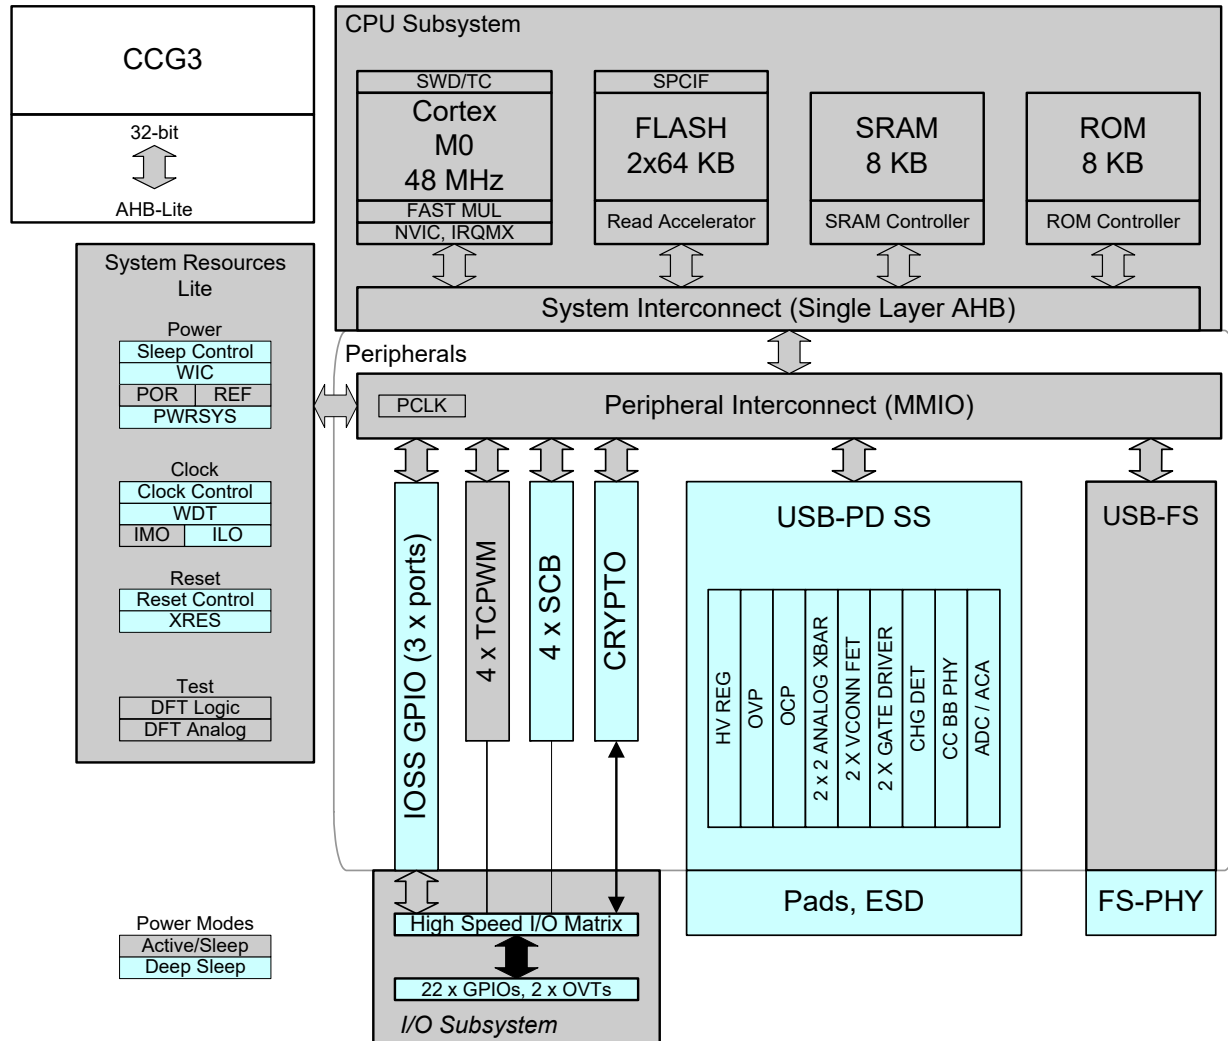 CCG3
32-bit
AHB-Lite
CPU Subsystem
SWD/TC
Cortex
M0
48 MHz
FAST MUL
NVIC, IRQMX
SPCIF
FLASH
2x64 KB
Read Accelerator
SRAM
8 KB
SRAM Controller
ROM
8 KB
ROM Controller
System Interconnect (Single Layer AHB)
System Resources
Lite
Power
Sleep Control
WIC
POR
REF
PWRSYS
Clock
Clock Control
WDT
IMO
ILO
Reset
Reset Control
XRES
Test
DFT Logic
DFT Analog
Peripherals
PCLK
Peripheral Interconnect (MMIO)
IOSS GPIO (3 x ports)
4 x TCPWM
4 x SCB
CRYPTO
USB-PD SS
HV REG
OVP
OCP
2 x 2 ANALOG XBAR
2 X VCONN FET
2 X GATE DRIVER
CHG DET
CC BB PHY
ADC / ACA
Pads, ESD
USB-FS
FS-PHY
High Speed I/O Matrix
22 x GPIOs, 2 x OVTs
I/O Subsystem
Power Modes
Active/Sleep
Deep Sleep